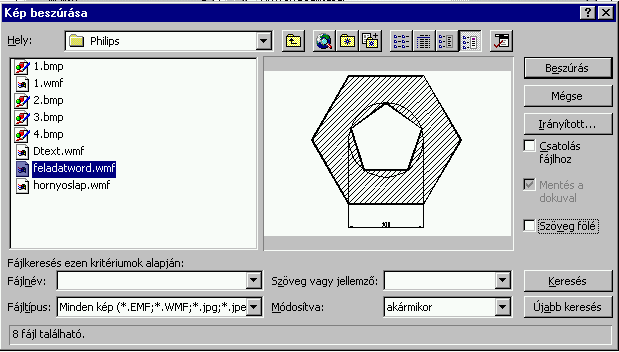 Kép beszúrása
Hely:
Philips
1.bmp
1.wmf
2.bmp
3.bmp
4.bmp
Dtext.wmf
feladatword.wmf
hornyoslap.wmf
Beszúrás
Mégse
Irányított...
Csatolás
fájlhoz
Mentés a
dokuval
Szöveg fölé
Fájlkeresés ezen kritériumok alapján:
Fájlnév:
Szöveg vagy jellemző:
Keresés
Fájltípus:
Minden kép (*.EMF;*.WMF;*.jpg;*.jpe
Módosítva:
akármikor
Újabb keresés
8 fájl található.